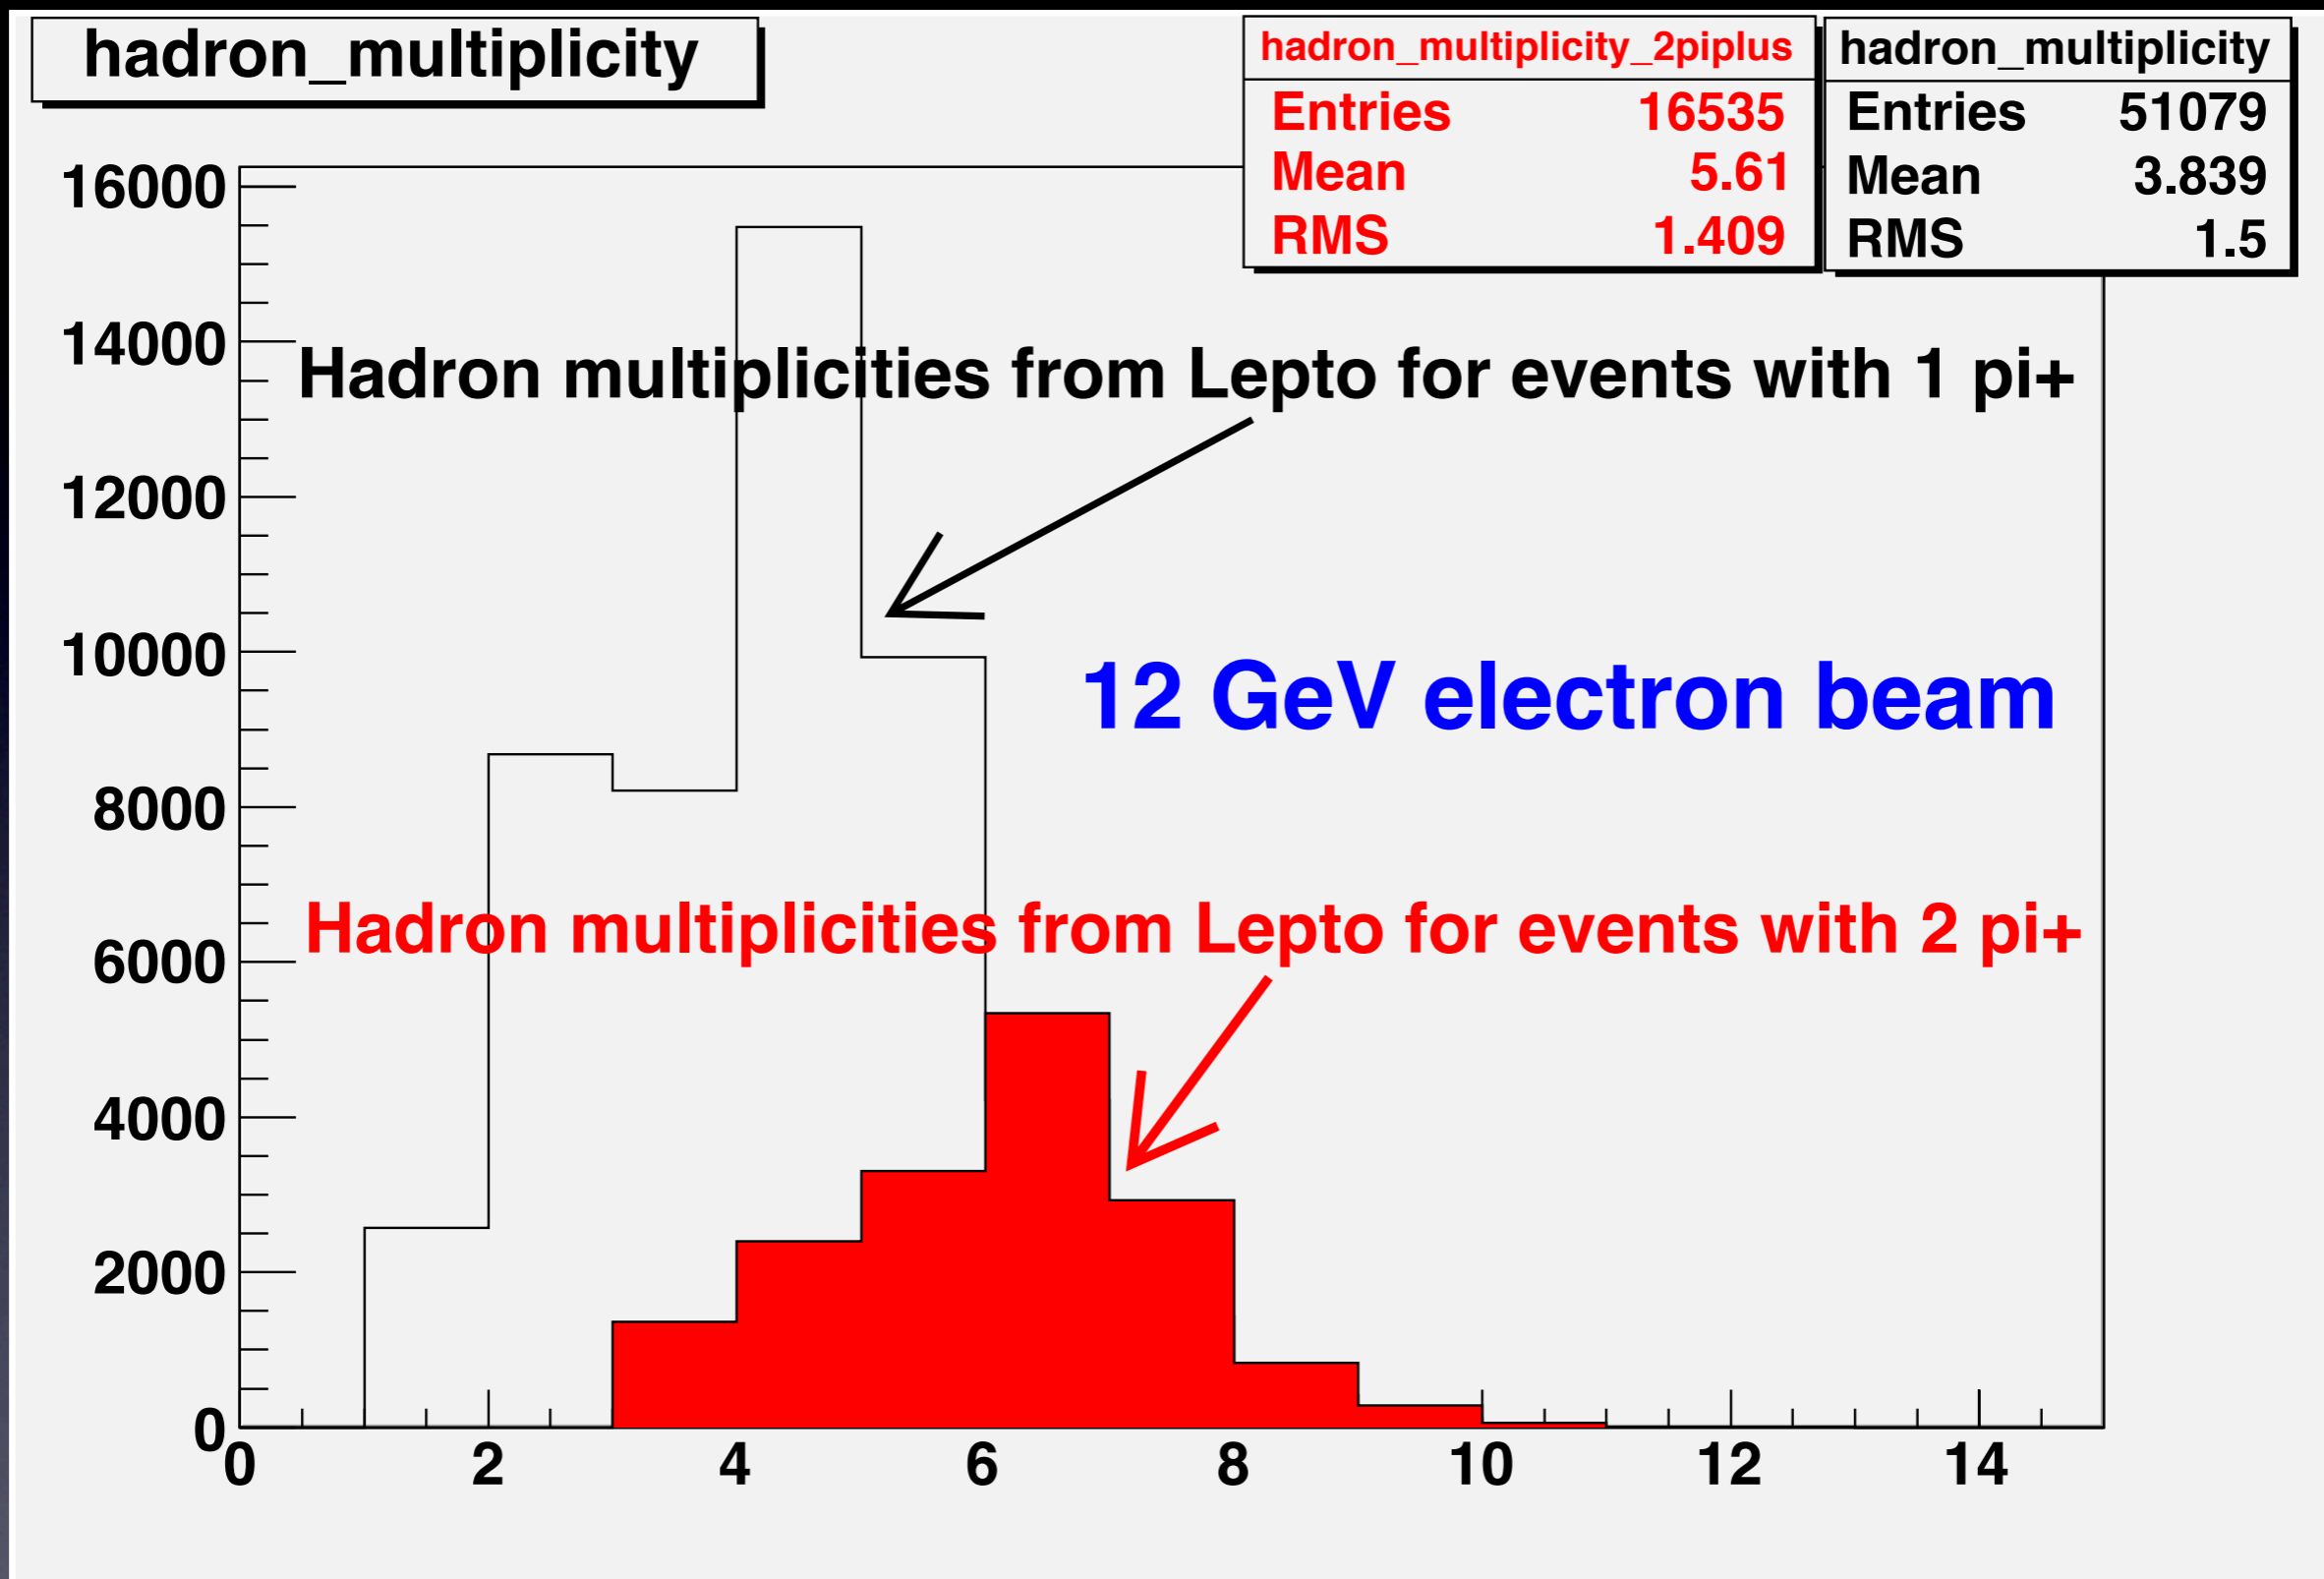 hadron_multiplicity
hadron_multiplicity_2piplus
Entries 16535
Mean 5.61
RMS 1.409
hadron_multiplicity
Entries 51079
Mean 3.839
RMS 1.5
16000
14000
12000
10000
8000
6000
4000
2000
0
Hadron multiplicities from Lepto for events with 1 pi+
12 GeV electron beam
Hadron multiplicities from Lepto for events with 2 pi+
0 2 4 6 8 10 12 14